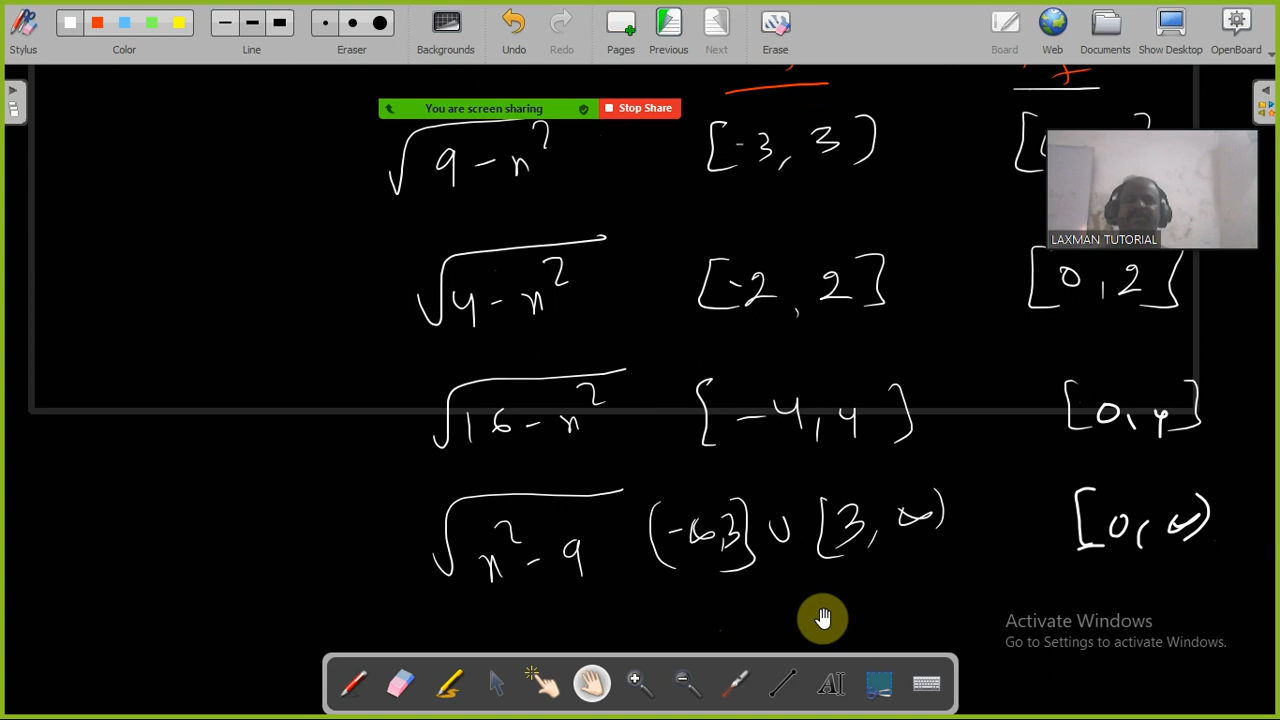 Stylus Color Line Eraser Backgrounds Undo Redo Pages Previous Next Erase Board Web Documents Show Desktop OpenBoard
You are screen sharing Stop Share
√9-x² [-3, 3)
LAXMAN TUTORIAL
√4-x² [-2, 2] [0, 2]
√16-x² [-4, 4] [0, 4]
√x²-9 (-∞,3] ∪ [3, ∞) [0, ∞)
Activate Windows
Go to Settings to activate Windows.